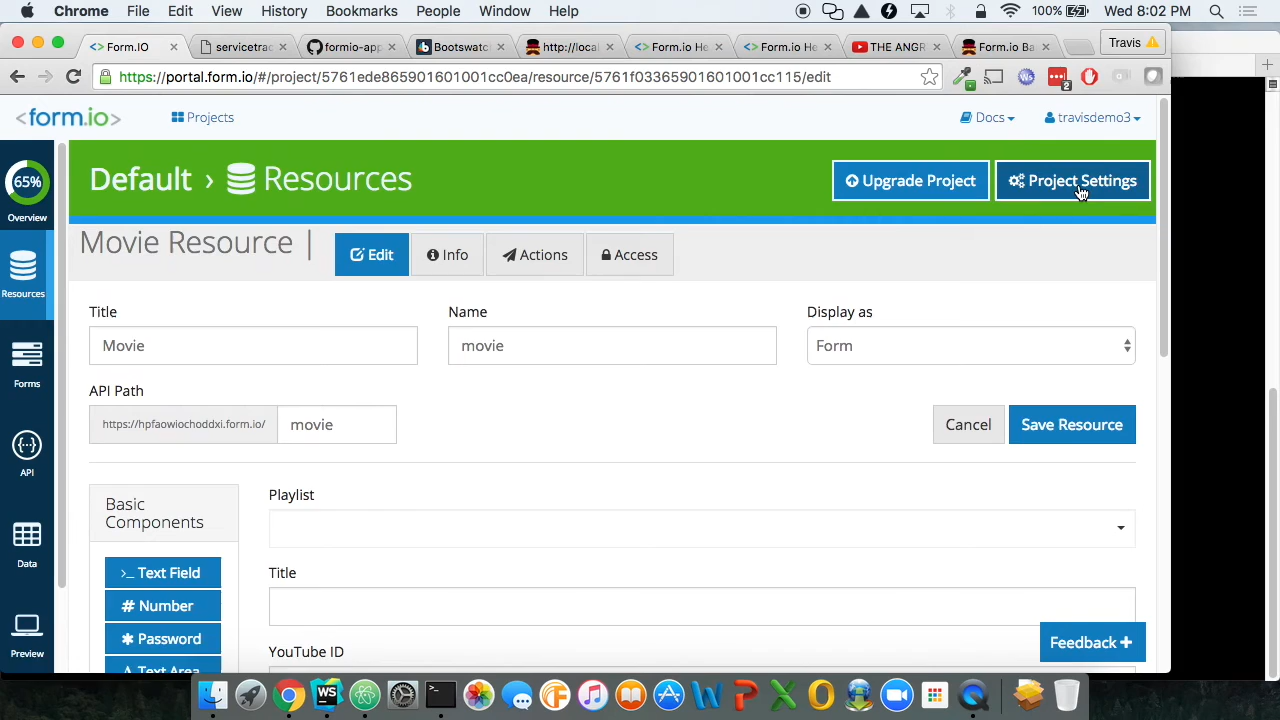 Chrome File Edit View History Bookmarks People Window Help 100% Wed 8:02 PM
<> Form.IO servicetrac formio-app Bootswatc http://local <> Form.io He <> Form.io He THE ANGR Form.io Ba Travis
https://portal.form.io/#/project/5761ede865901601001cc0ea/resource/5761f03365901601001cc115/edit
<form.io> Projects Docs travisdemo3
65%
Overview
Resources
Forms
API
Data
Preview
Default › Resources Upgrade Project Project Settings
Movie Resource | Edit Info Actions Access
Title Name Display as
Movie movie Form
API Path
https://hpfaowiochoddxi.form.io/ movie Cancel Save Resource
Basic
Components
>_ Text Field
# Number
Password
A Text Area
Playlist
Title
YouTube ID
Feedback +